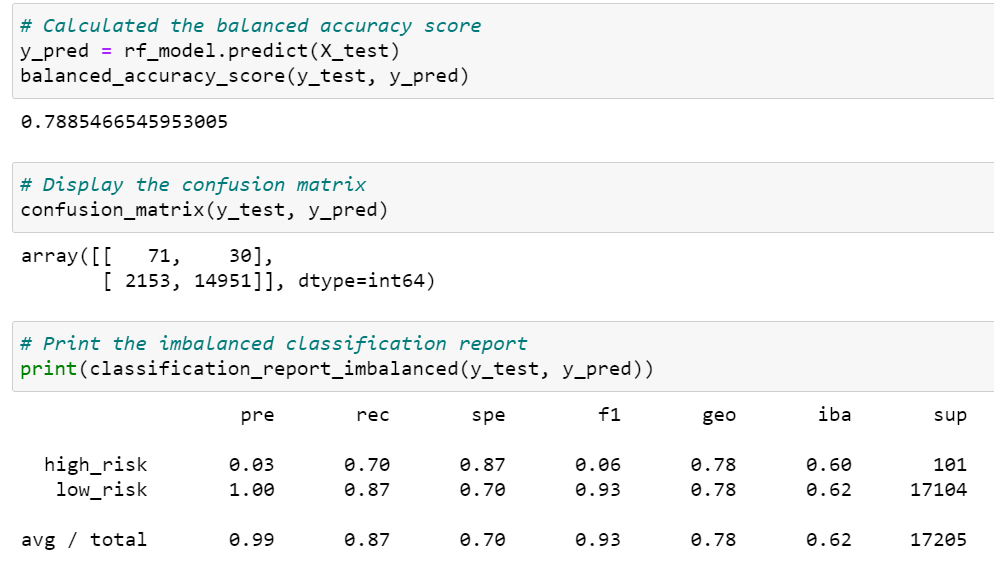 # Calculated the balanced accuracy score
y_pred = rf_model.predict(X_test)
balanced_accuracy_score(y_test, y_pred)
0.7885466545953005
# Display the confusion matrix
confusion_matrix(y_test, y_pred)
array([[   71,    30],
       [ 2153, 14951]], dtype=int64)
# Print the imbalanced classification report
print(classification_report_imbalanced(y_test, y_pred))
                   pre       rec       spe        f1       geo       iba       sup
  high_risk       0.03      0.70      0.87      0.06      0.78      0.60       101
   low_risk       1.00      0.87      0.70      0.93      0.78      0.62     17104
avg / total       0.99      0.87      0.70      0.93      0.78      0.62     17205